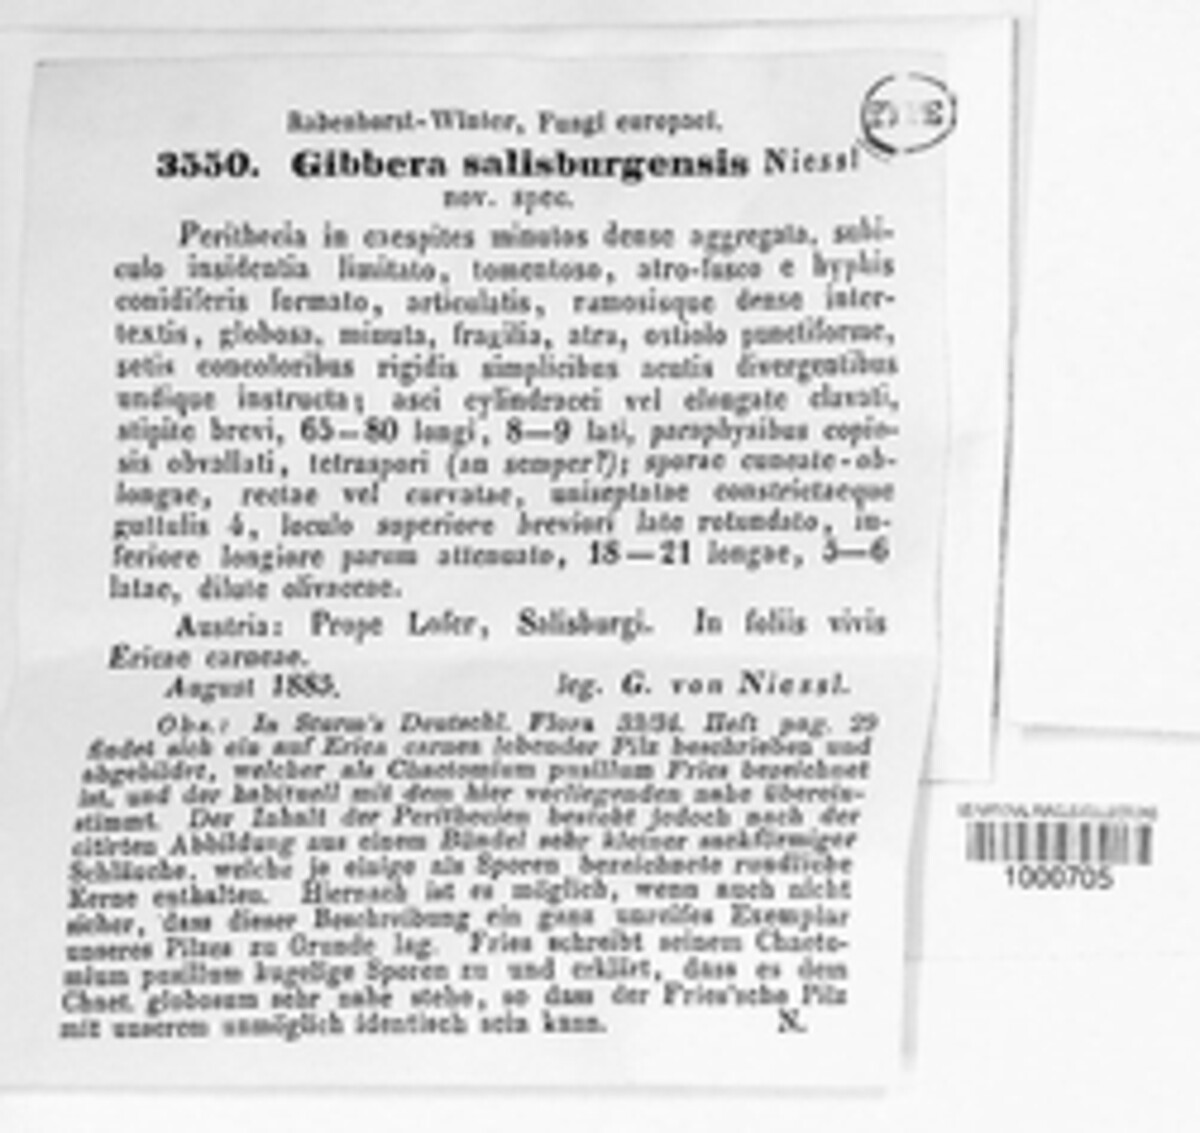 Rabenhorst-Winter, Fungi europaei.
3550. Gibbera salisburgensis Niessl
nov. spec.
Perithecia in caespites minutos dense aggregata, subi-
culo insidentia limitato, tomentoso, atro-fusco e hyphis
conidiferis formato, articulatis, ramosisque dense inter-
textis, globosa, minuta, fragilia, atra, ostiolo punctiforme,
setis concoloribus rigidis simplicibus acutis divergentibus
undique instructa; asci cylindracei vel elongate clavati,
stipite brevi, 65—80 longi, 8—9 lati, paraphysibus copio-
sis obvallati, tetraspori (an semper?); sporae cuneate-ob-
longae, rectae vel curvatae, uniseptatae constrictaeque
guttulis 4, loculo superiore breviori late rotundato, in-
feriore longiore parum attenuato, 18—21 longae, 5—6
latae, dilute olivaceae.
Austria: Prope Lofer, Salisburgi. In foliis vivis
Ericae carneae.
August 1885. leg. G. von Niessl.
Obs.: In Sturm's Deutschl. Flora 33/34. Heft pag. 29
findet sich ein auf Erica carnea lebender Pilz beschrieben und
abgebildet, welcher als Chaetomium pusillum Fries bezeichnet
ist, und der habituell mit dem hier vorliegenden nahe überein-
stimmt. Der Inhalt der Perithecien besteht jedoch nach der
citirten Abbildung aus einem Bündel sehr kleiner sackförmiger
Schläuche, welche je einige als Sporen bezeichnete rundliche
Kerne enthalten. Hiernach ist es möglich, wenn auch nicht
sicher, dass dieser Beschreibung ein ganz unreifes Exemplar
unseres Pilzes zu Grunde lag. Fries schreibt seinem Chaeto-
mium pusillum kugelige Sporen zu und erklärt, dass es dem
Chaet. globosum sehr nahe stehe, so dass der Fries'sche Pilz
mit unserem unmöglich identisch sein kann. N.
1000705